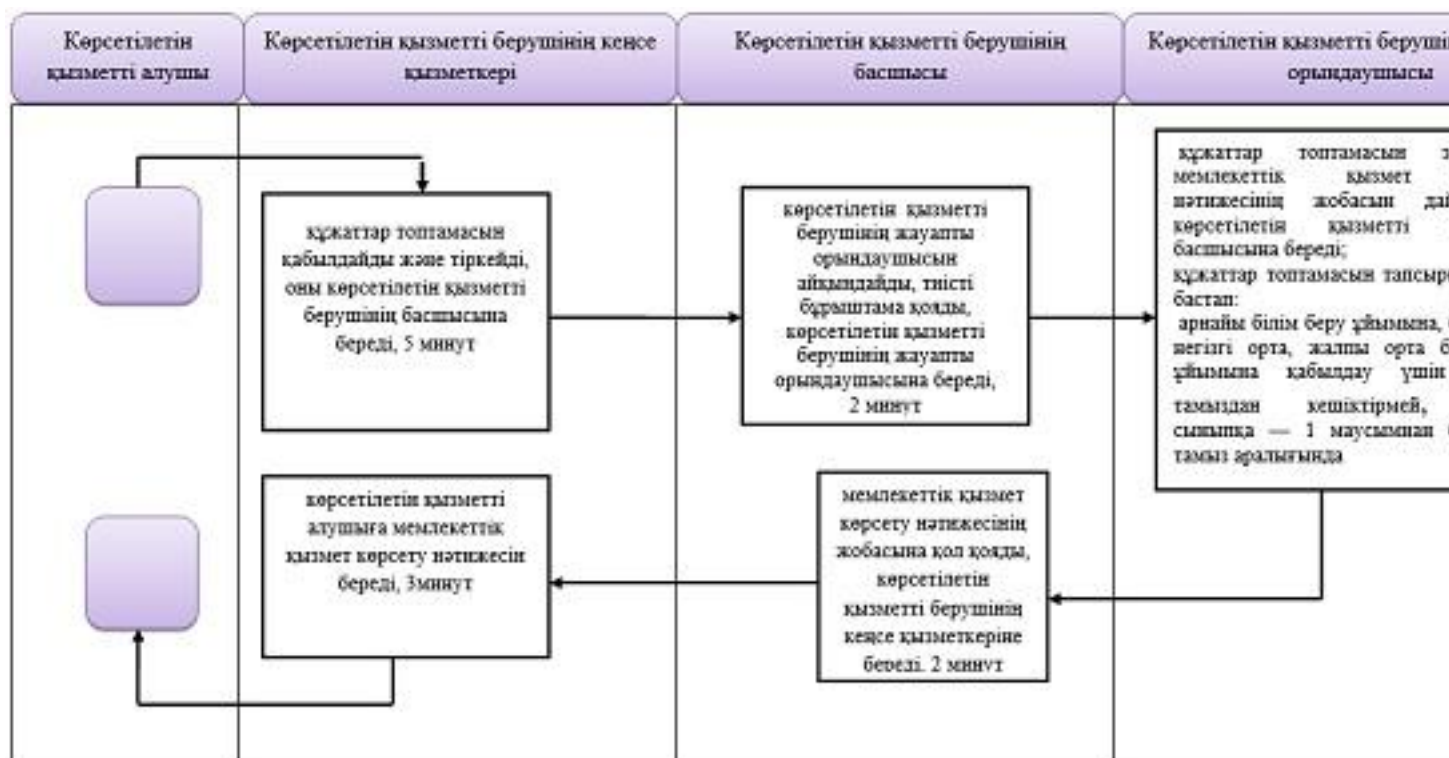 Көрсетілетін
қызметті алушы
Көрсетілетін қызметті берушінің кеңсе
қызметкері
Көрсетілетін қызметті берушінің
басшысы
Көрсетілетін қызметті
орындаушысы
құжаттар топтамасын
қабылдайды және тіркейді,
оны көрсетілетін қызметті
берушінің басшысына
береді, 5 минут
көрсетілетін қызметті
берушінің жауапты
орындаушысын
айқындайды, тиісті
бұрыштама қояды,
көрсетілетін қызметті
берушінің жауапты
орындаушысына береді,
2 минут
құжаттар топтамасын
мемлекеттік қызмет
нәтижесінің жобасын
көрсетілетін қызметті
басшысына береді;
құжаттар топтамасын
бастап:
арнайы білім беру ұйымына,
негізгі орта, жалпы орта
ұйымына қабылдау үшін
тамыздан кешіктірмей,
сыныпқа — 1 маусымнан
тамыз аралығында
көрсетілетін қызметті
алушыға мемлекеттік
қызмет көрсету нәтижесін
береді, 3минут
мемлекеттік қызмет
көрсету нәтижесінің
жобасына қол қояды,
көрсетілетін
қызметті берушінің
кеңсе қызметкеріне
береді. 2 минут